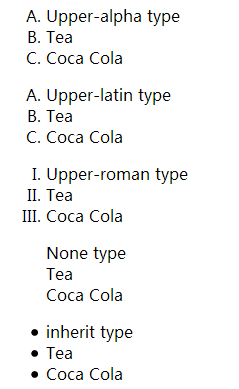 A. Upper-alpha type
B. Tea
C. Coca Cola
A. Upper-latin type
B. Tea
C. Coca Cola
I. Upper-roman type
II. Tea
III. Coca Cola
None type
Tea
Coca Cola
• inherit type
• Tea
• Coca Cola